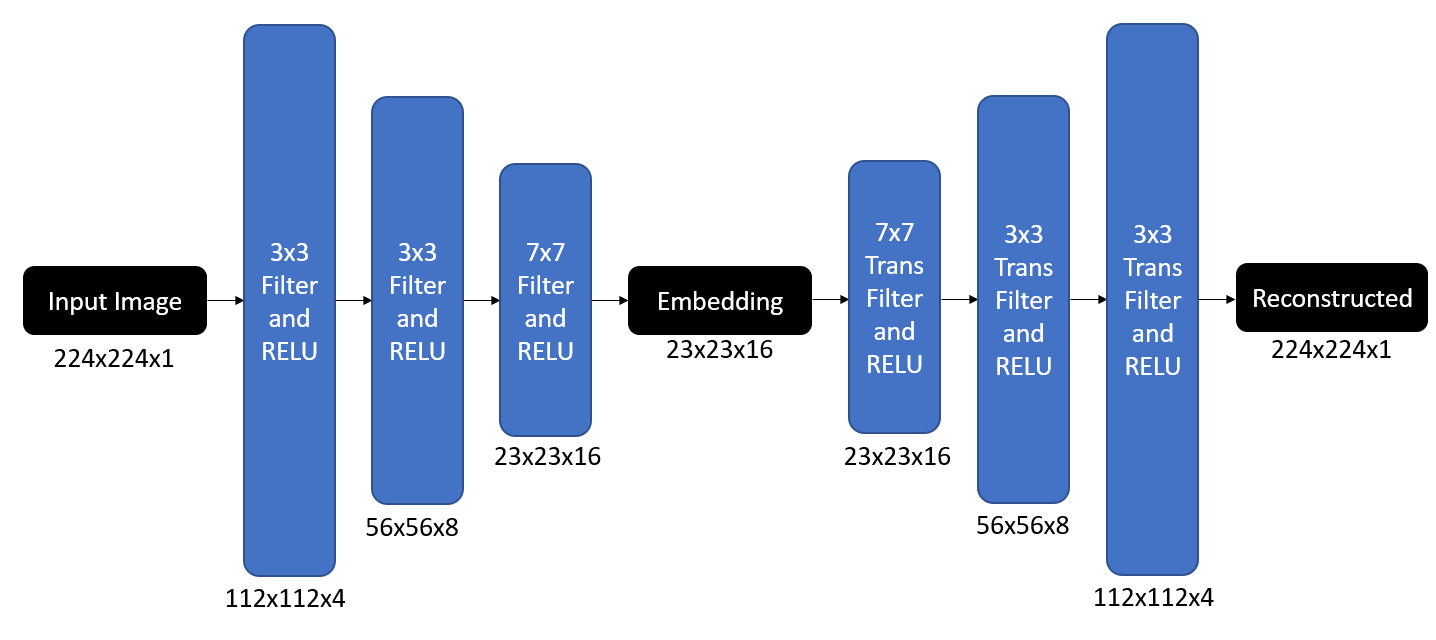 Input Image
224x224x1
3x3
Filter
and
RELU
112x112x4
3x3
Filter
and
RELU
56x56x8
7x7
Filter
and
RELU
23x23x16
Embedding
23x23x16
7x7
Trans
Filter
and
RELU
23x23x16
3x3
Trans
Filter
and
RELU
56x56x8
3x3
Trans
Filter
and
RELU
112x112x4
Reconstructed
224x224x1